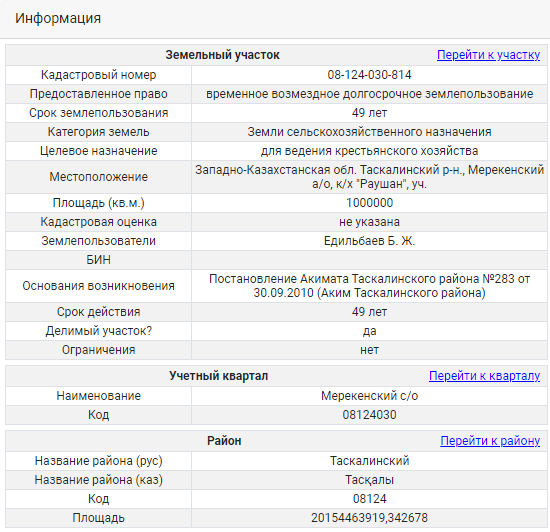 Информация
Земельный участок Перейти к участку
Кадастровый номер 08-124-030-814
Предоставленное право временное возмездное долгосрочное землепользование
Срок землепользования 49 лет
Категория земель Земли сельскохозяйственного назначения
Целевое назначение для ведения крестьянского хозяйства
Местоположение Западно-Казахстанская обл. Таскалинский р-н., Мерекенский
а/о, к/х "Раушан", уч.
Площадь (кв.м.) 1000000
Кадастровая оценка не указана
Землепользователи Едильбаев Б. Ж.
БИН
Основания возникновения Постановление Акимата Таскалинского района №283 от
30.09.2010 (Аким Таскалинского района)
Срок действия 49 лет
Делимый участок? да
Ограничения нет
Учетный квартал Перейти к кварталу
Наименование Мерекенский с/о
Код 08124030
Район Перейти к району
Название района (рус) Таскалинский
Название района (каз) Тасқалы
Код 08124
Площадь 20154463919,342678